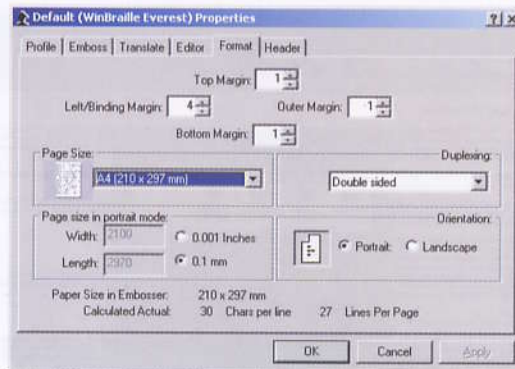 Default (WinBraille Everest) Properties
Profile Emboss Translate Editor Format Header
Top Margin: 1
Left/Binding Margin: 4 Outer Margin: 1
Bottom Margin: 1
Page Size: Duplexing:
A4 (210 x 297 mm) Double sided
Page size in portrait mode: Orientation:
Width: 2100 0.001 Inches
Portrait: Landscape
Length: 2970 0.1 mm
Paper Size in Embosser: 210 x 297 mm
Calculated Actual: 30 Chars per line 27 Lines Per Page
OK Cancel Apply